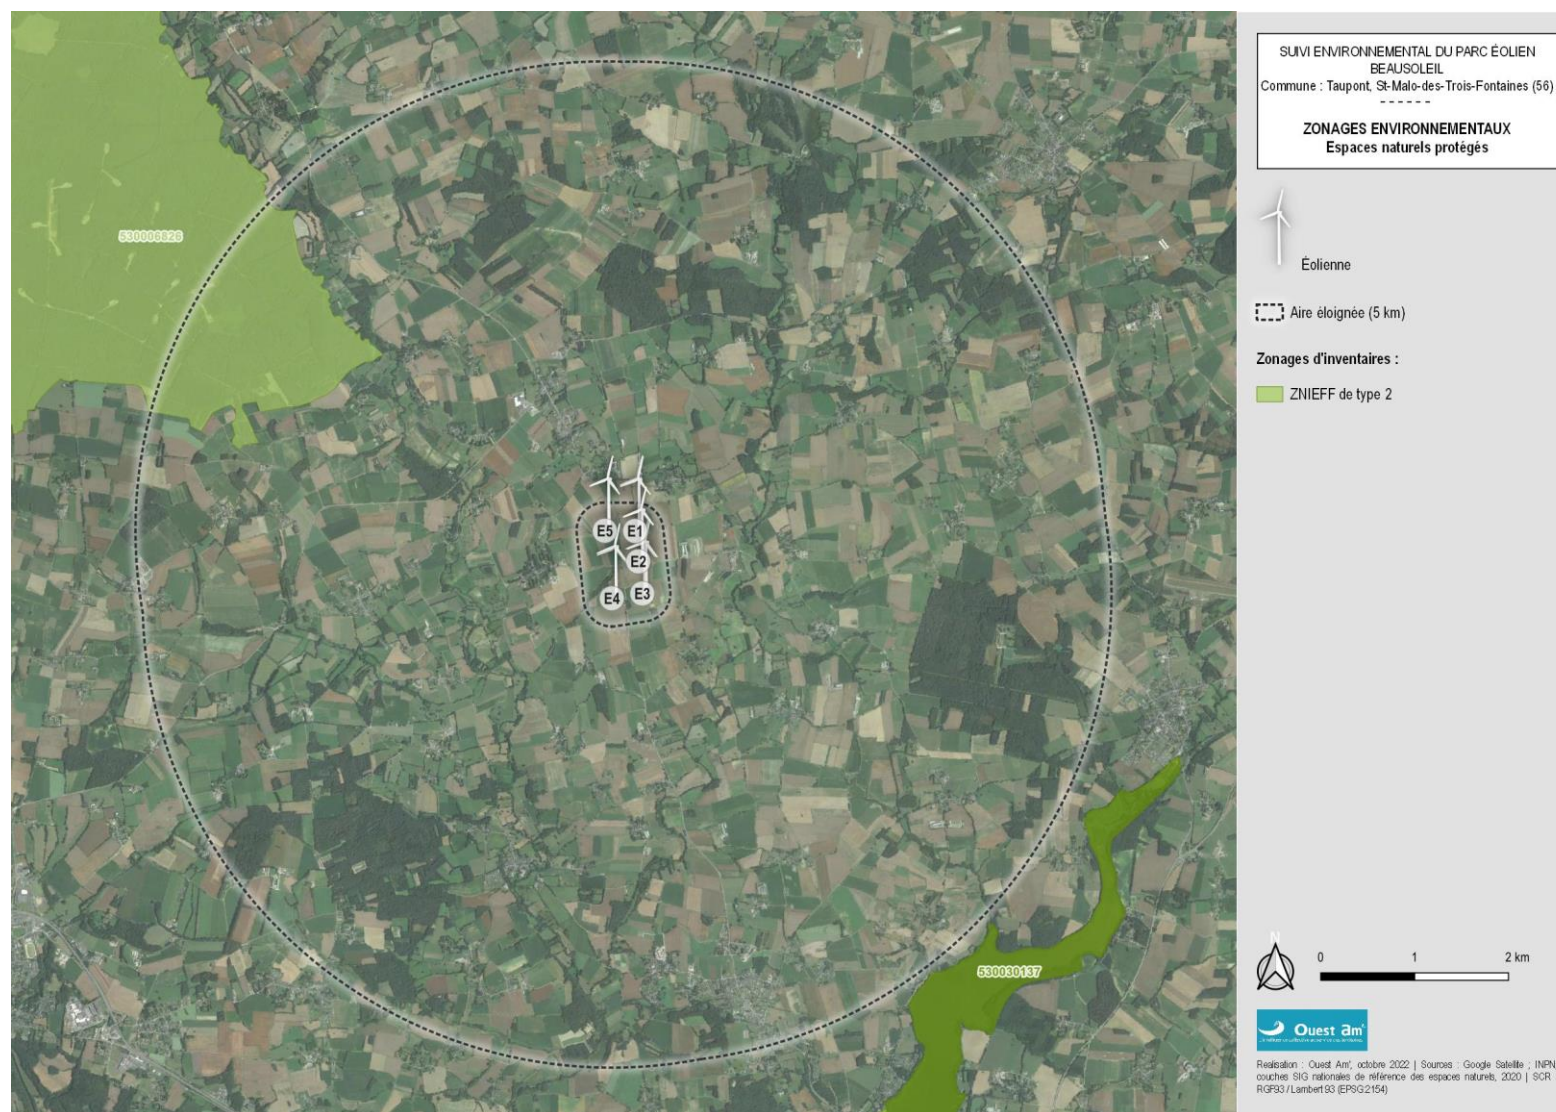 SUIVI ENVIRONNEMENTAL DU PARC ÉOLIEN
BEAUSOLEIL
Commune : Taupont, St-Malo-des-Trois-Fontaines (56)
- - - - - -
ZONAGES ENVIRONNEMENTAUX
Espaces naturels protégés
Éolienne
Aire éloignée (5 km)
Zonages d'inventaires :
ZNIEFF de type 2
530006826
E5
E1
E2
E4
E3
530030137
N
0 1 2 km
Ouest am'
Realisation : Ouest Am', octobre 2022 | Sources : Google Satellite ; INPN,
couches SIG nationales de référence des espaces naturels, 2020 | SCR :
RGF93 / Lambert 93 (EPSG:2154)